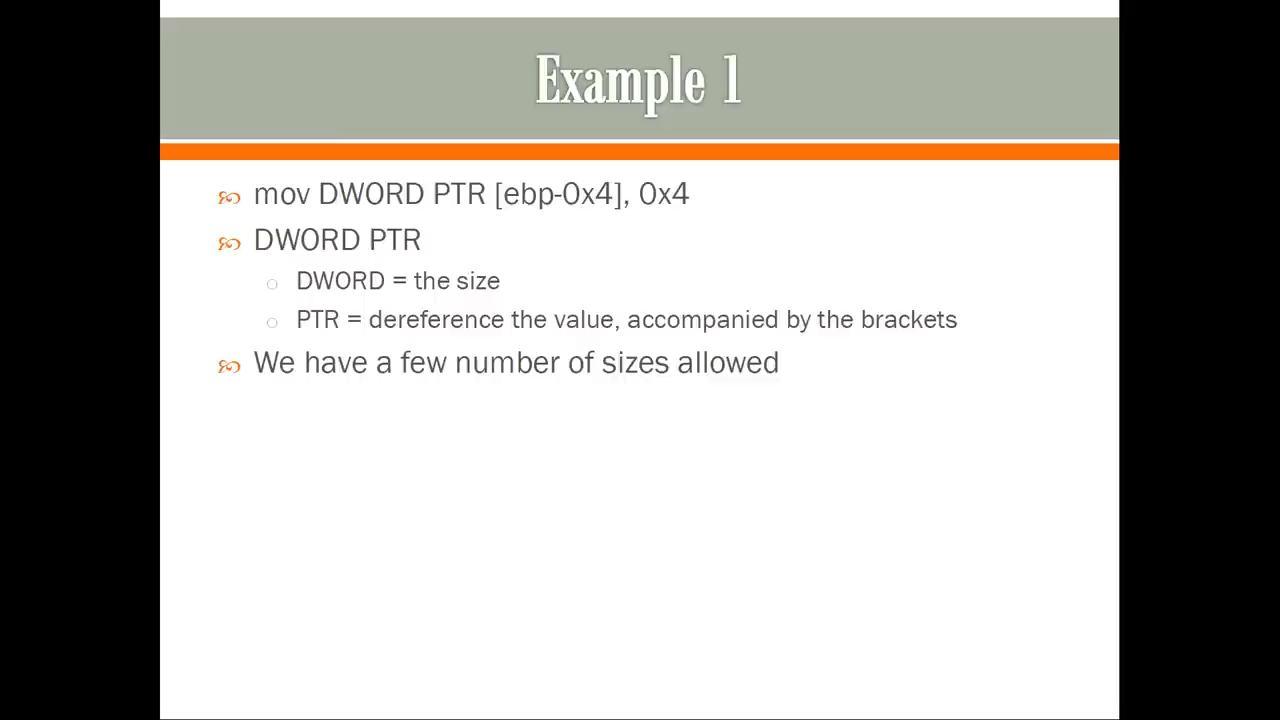 Example 1
mov DWORD PTR [ebp-0x4], 0x4
DWORD PTR
DWORD = the size
PTR = dereference the value, accompanied by the brackets
We have a few number of sizes allowed